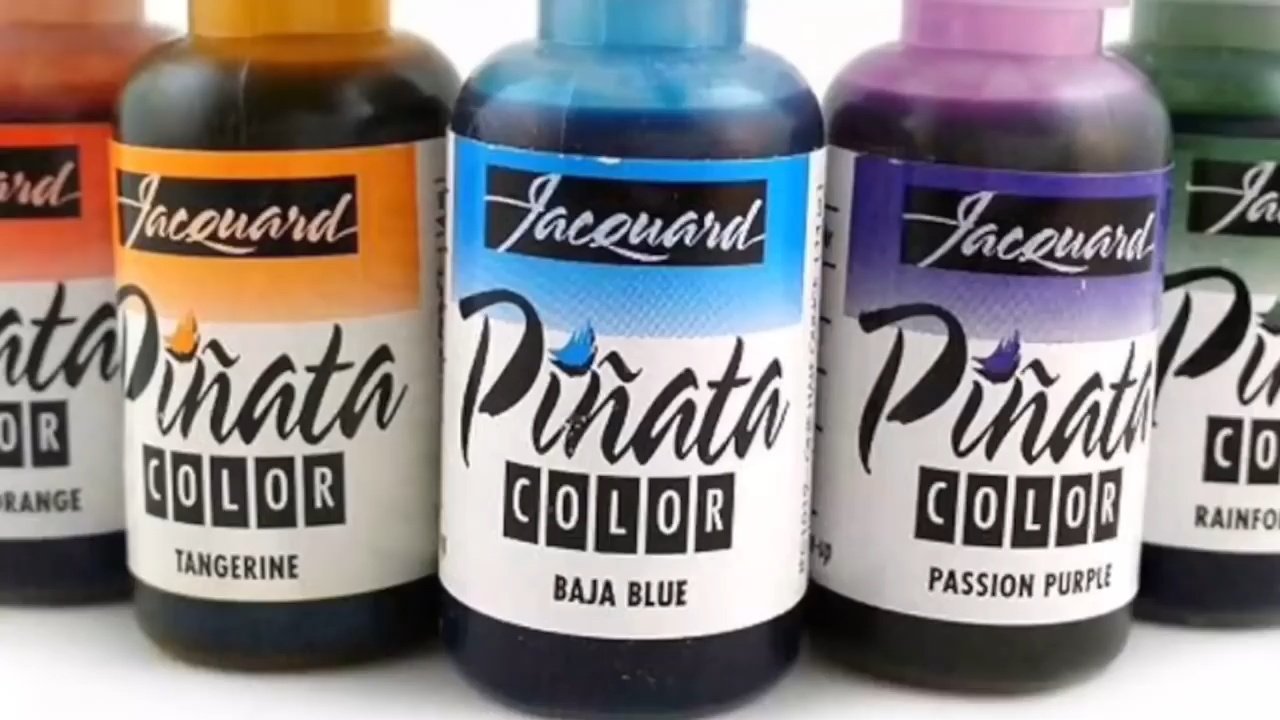 Jacquard
Piñata
COLOR
TANGERINE
Jacquard
Piñata
COLOR
BAJA BLUE
Jacquard
Piñata
COLOR
PASSION PURPLE
ard
ata
OR
ORANGE
Ja
Pi
CO
RAINFO